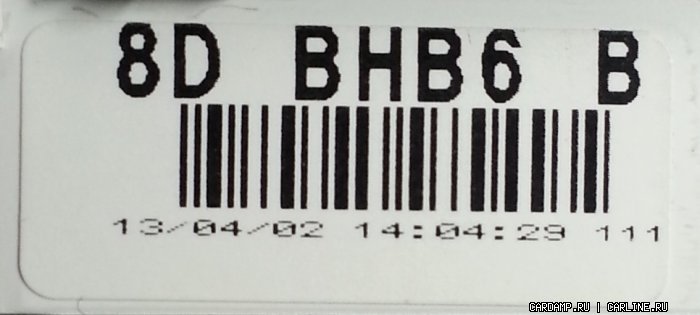 8D BHB6 B
13/04/02 14:04:29 111
CARDAMP.RU | CARLINE.RU